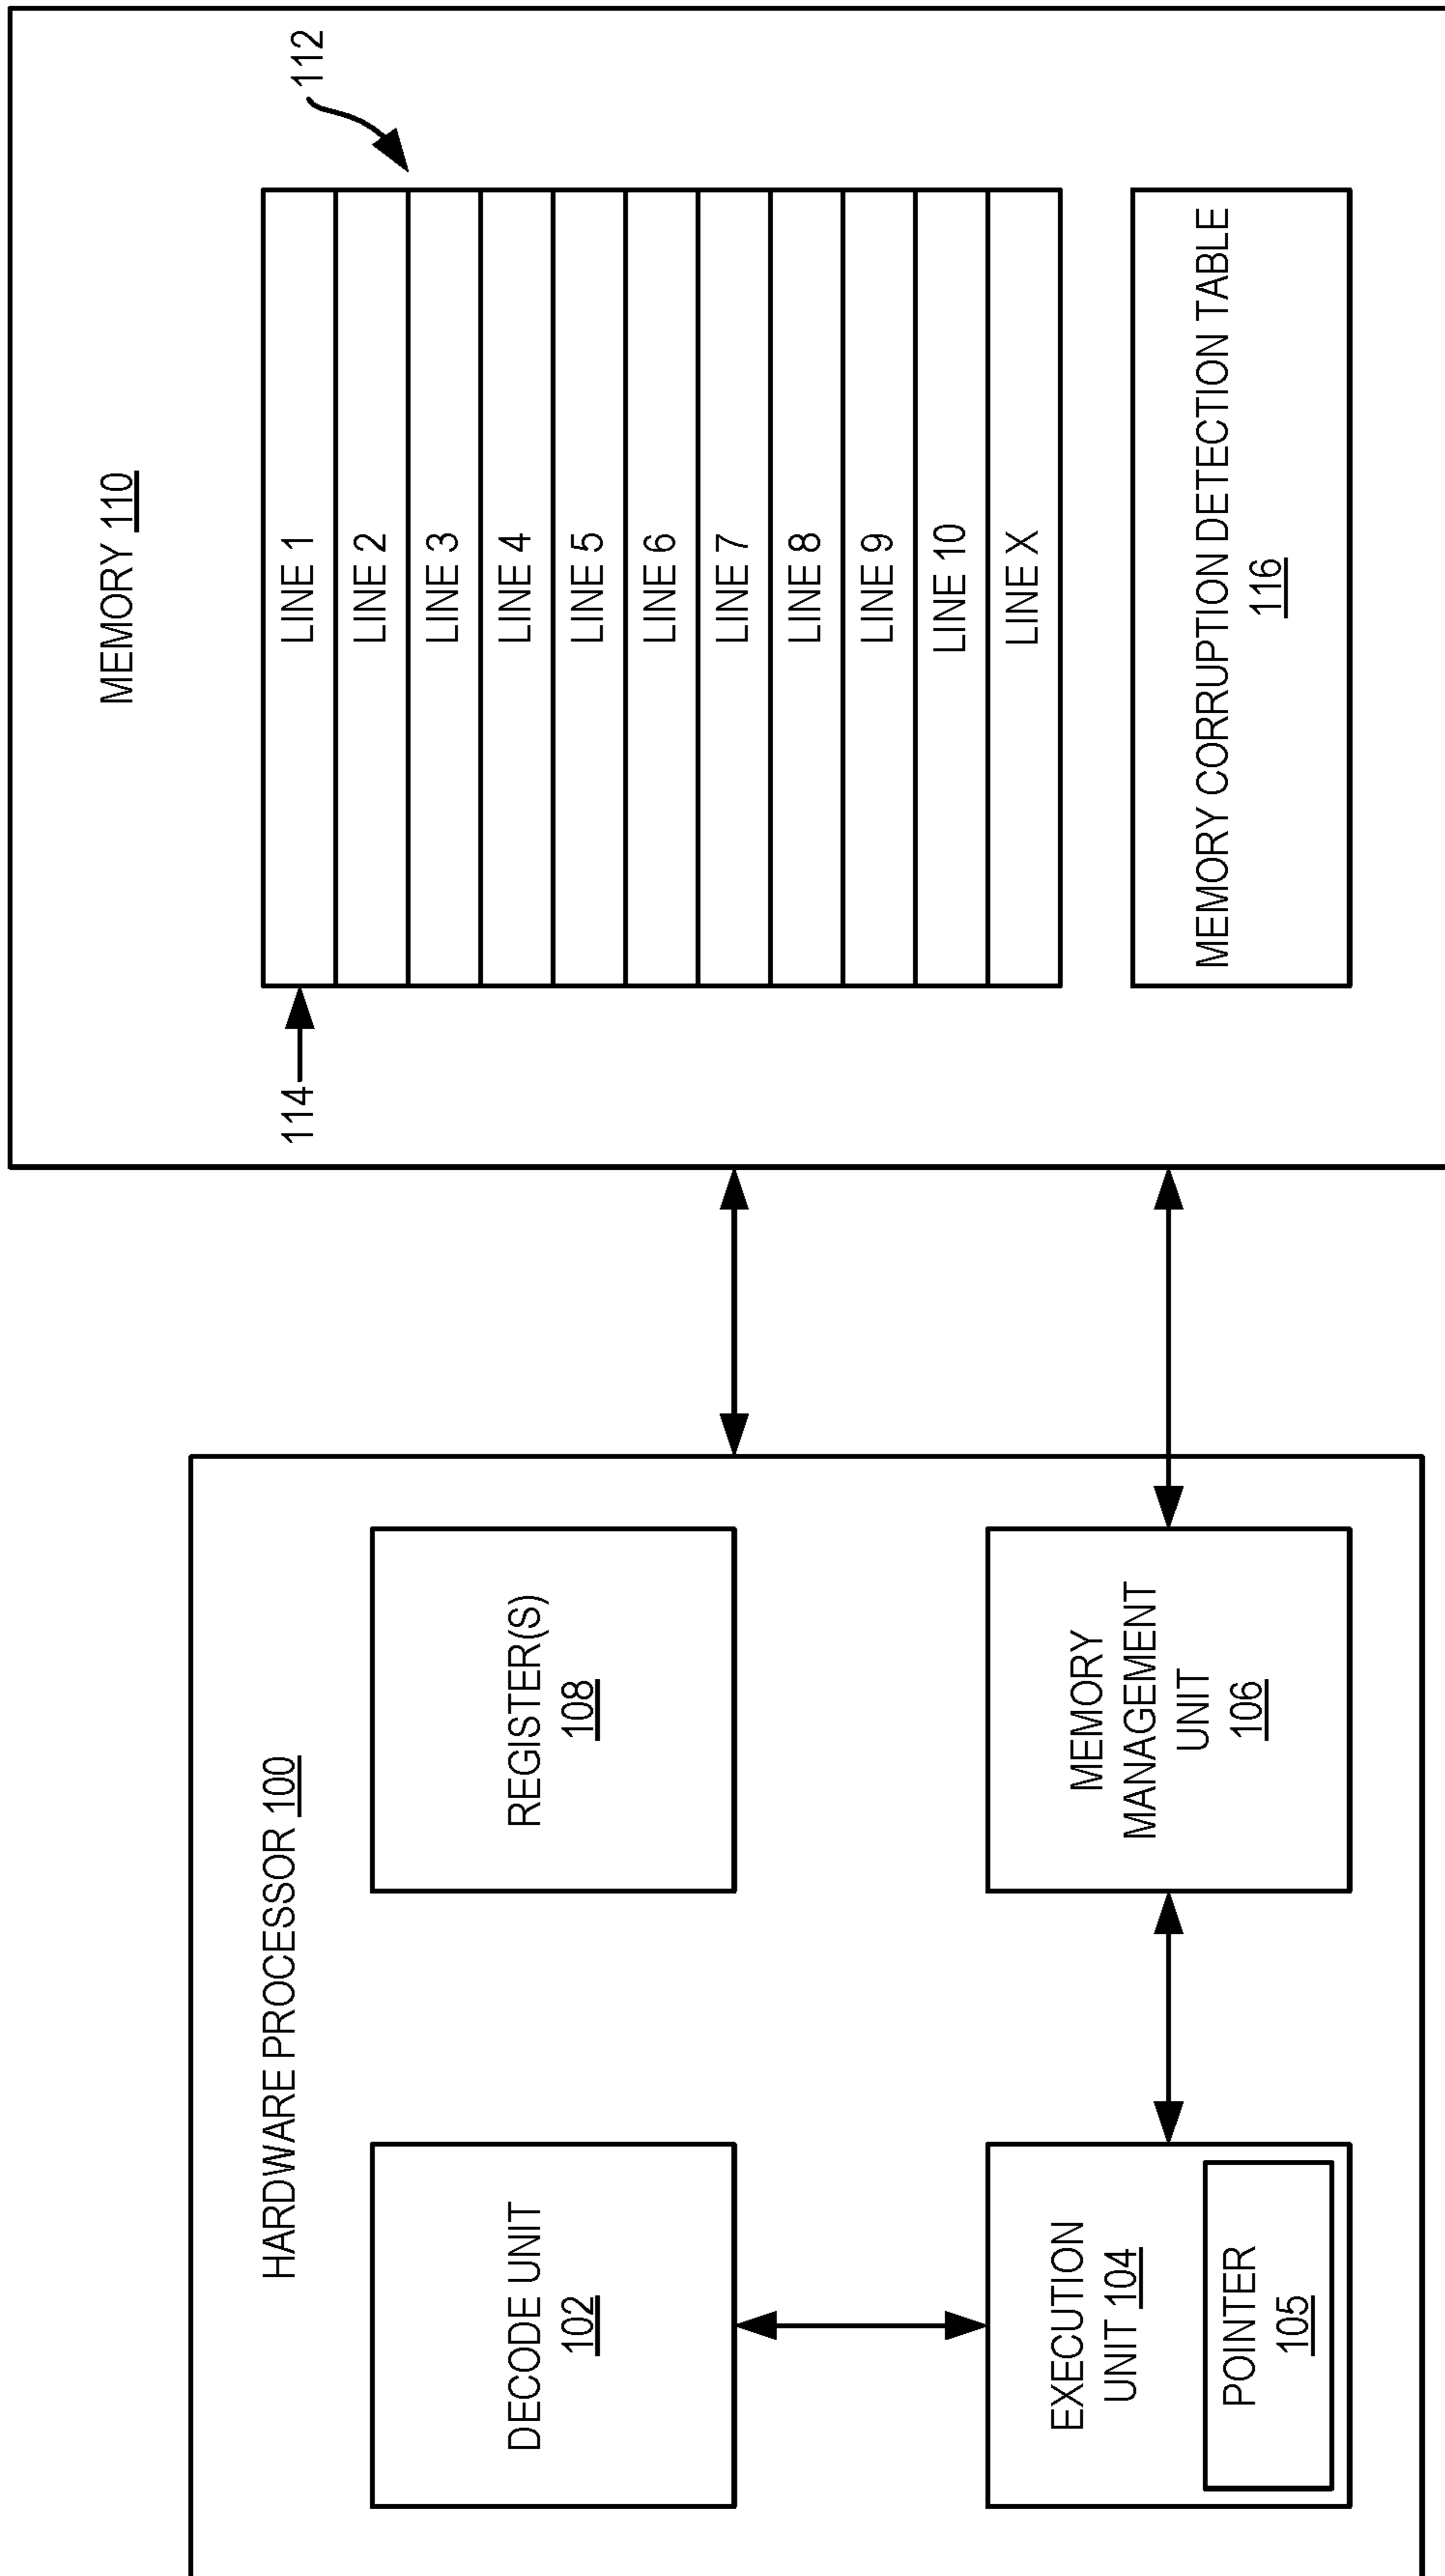 HARDWARE PROCESSOR 100
DECODE UNIT
102
REGISTER(S)
108
EXECUTION
UNIT 104
POINTER
105
MEMORY
MANAGEMENT
UNIT
106
MEMORY 110
112
114
LINE 1
LINE 2
LINE 3
LINE 4
LINE 5
LINE 6
LINE 7
LINE 8
LINE 9
LINE 10
LINE X
MEMORY CORRUPTION DETECTION TABLE
116